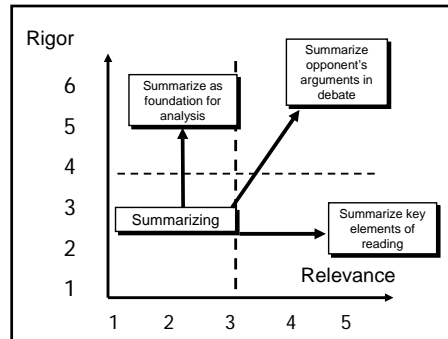 Rigor
Summarize
opponent's
arguments in
debate
6
Summarize as
foundation for
analysis
5
4
3
Summarizing
Summarize key
elements of
reading
2
1
Relevance
1 2 3 4 5